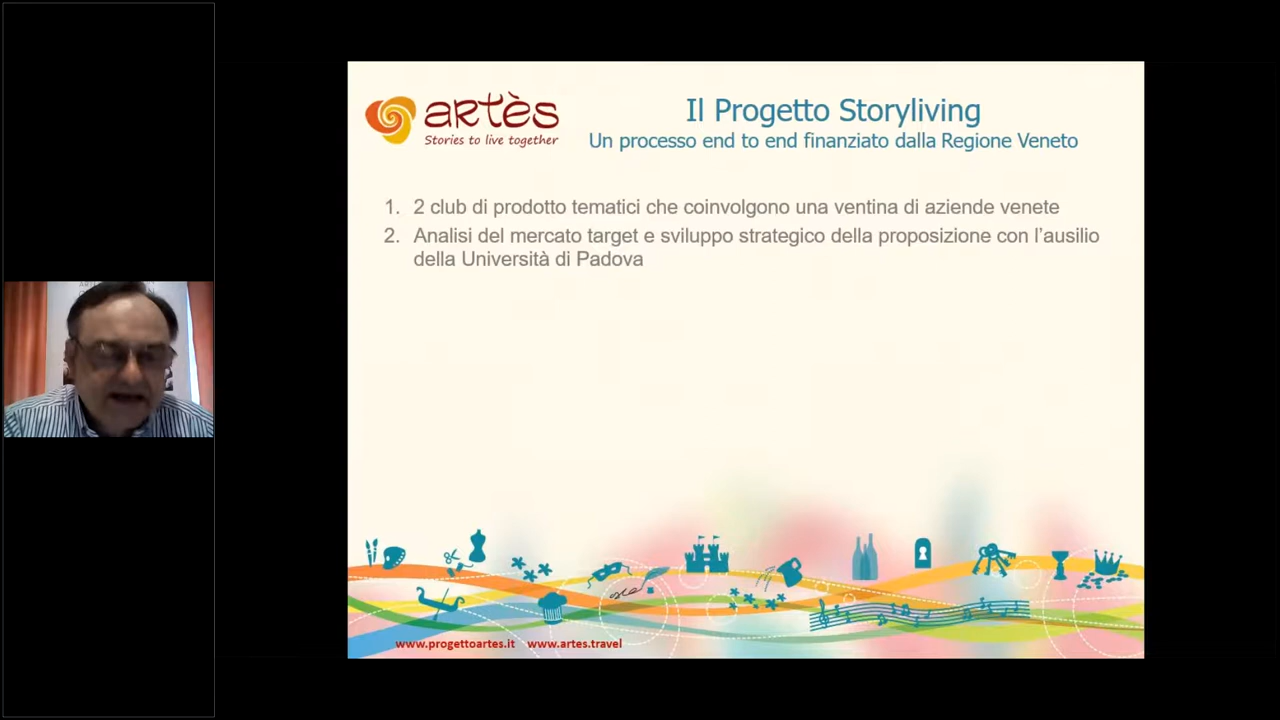 artès
Stories to live together
Il Progetto Storyliving
Un processo end to end finanziato dalla Regione Veneto
1. 2 club di prodotto tematici che coinvolgono una ventina di aziende venete
2. Analisi del mercato target e sviluppo strategico della proposizione con l'ausilio
della Università di Padova
www.progettoartes.it www.artes.travel